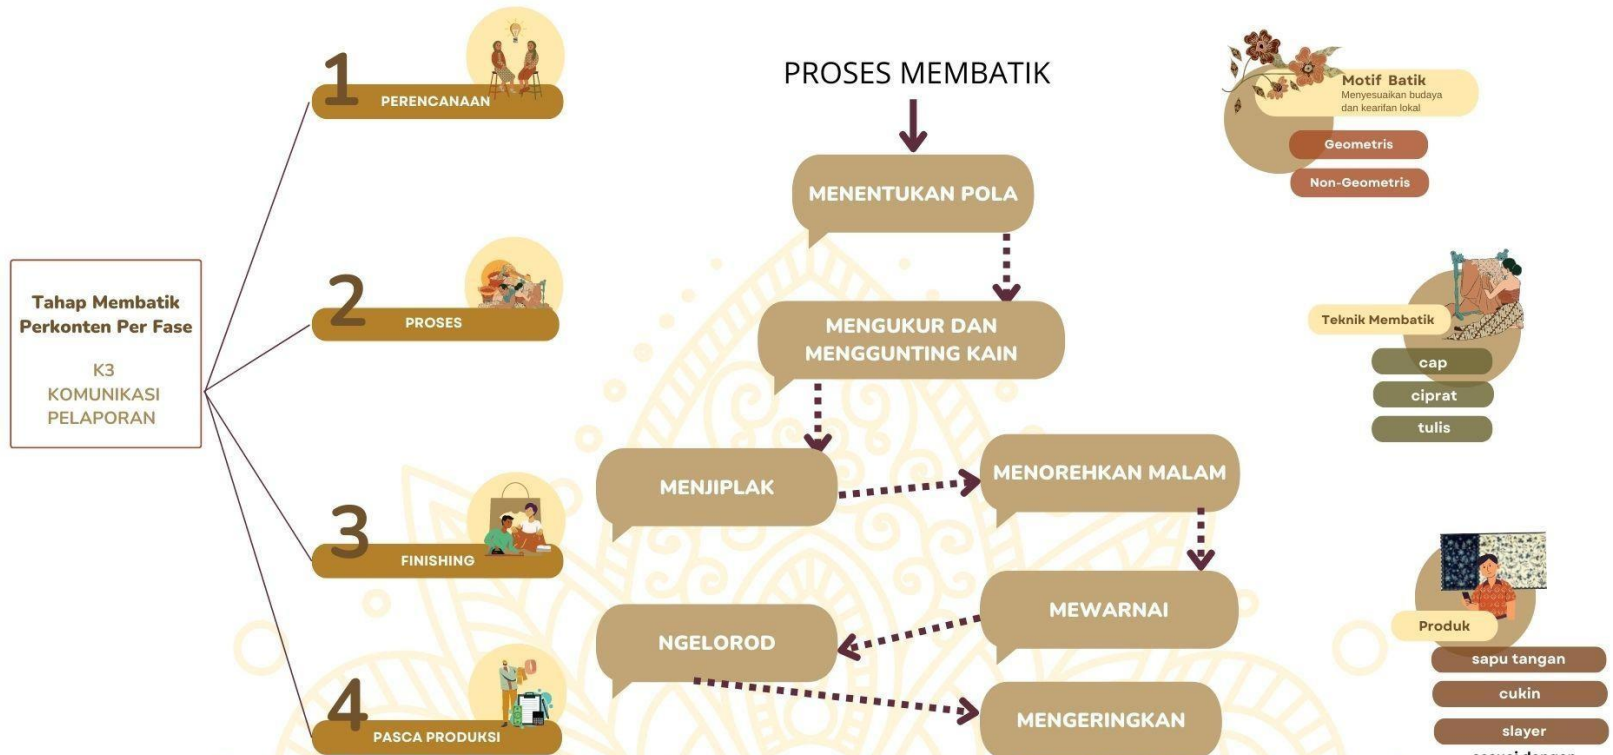 Tahap Membatik
Perkonten Per Fase
K3
KOMUNIKASI
PELAPORAN
1
PERENCANAAN
2
PROSES
3
FINISHING
4
PASCA PRODUKSI
PROSES MEMBATIK
MENENTUKAN POLA
MENGUKUR DAN
MENGGUNTING KAIN
MENJIPLAK
MENOREHKAN MALAM
MEWARNAI
NGELOROD
MENGERINGKAN
Motif Batik
Menyesuaikan budaya
dan kearifan lokal
Geometris
Non-Geometris
Teknik Membatik
cap
ciprat
tulis
Produk
sapu tangan
cukin
slayer